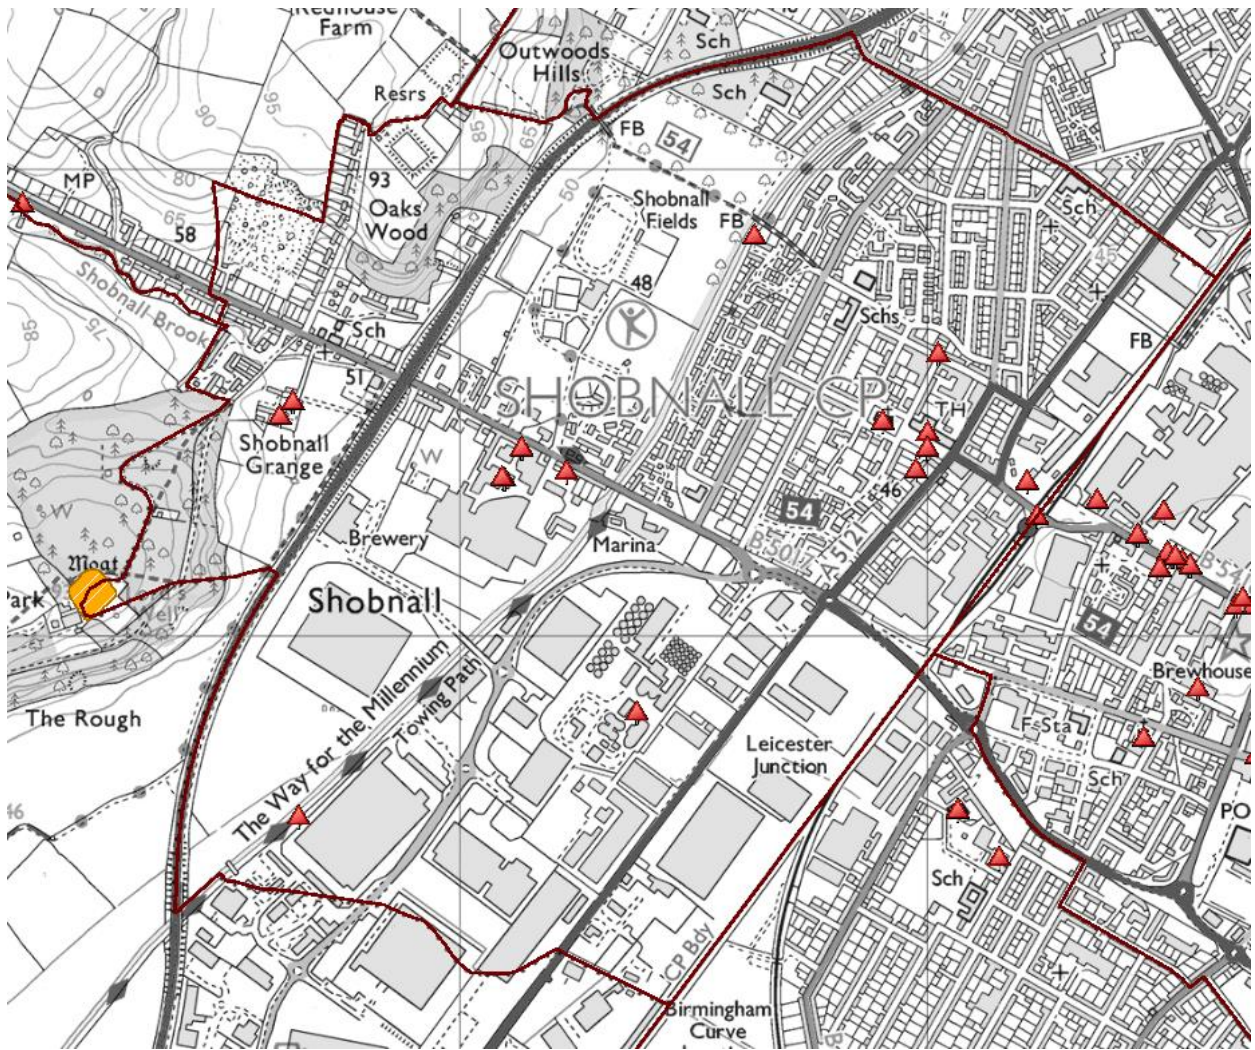 Redhouse
Farm
Outwoods
Hills
Sch
Sch
Resrs
85
65
95
90
FB
54
MP
80
93
Oaks
Wood
50
Shobnall
Fields
FB
Sch
65
58
45
Shobnall Brook
75
85
48
Schs
FB
Sch
51
SHOBNALL CP
TH
Shobnall
Grange
W
46
54
W
Brewery
Marina
B5017
A5121
Moat
Park
Well
Shobnall
54
The Rough
Brewhouse
The Way for the Millennium
Towing Path
F Sta
Leicester
Junction
Sch
46
PO
Sch
CP Bdy
Birmingham
Curve